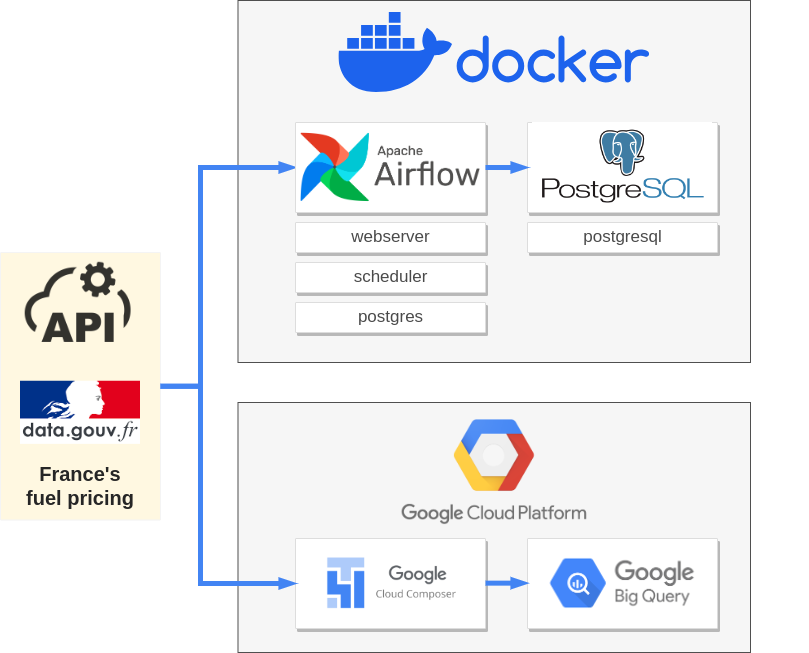 docker
Apache
Airflow
PostgreSQL
webserver
postgresql
scheduler
postgres
API
data.gouv.fr
France's
fuel pricing
Google Cloud Platform
Google
Cloud Composer
Google
Big Query